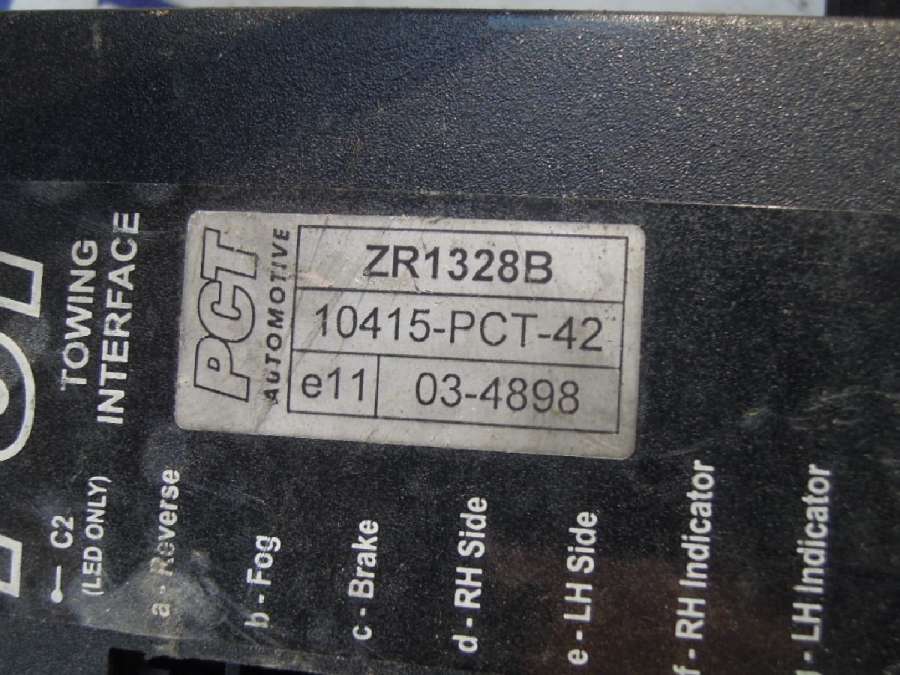 PCT
AUTOMOTIVE
ZR1328B
10415-PCT-42
e11
03-4898
TOWING
INTERFACE
C2
(LED ONLY)
a - Reverse
b - Fog
c - Brake
d - RH Side
e - LH Side
f - RH Indicator
- LH Indicator